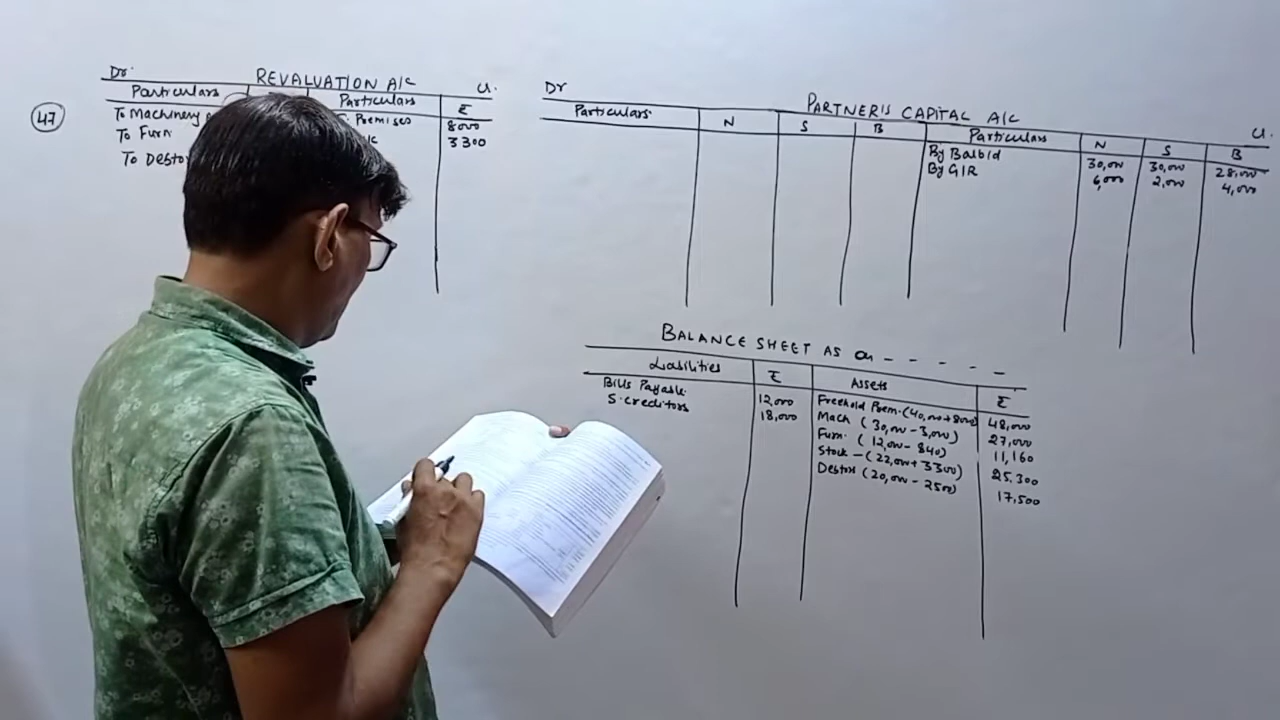 47
Dr.
REVALUATION A/c
Cr.
Particulars
Particulars
₹
To Machinery
Premises
8000
To Furn
3300
To Debto
Dr
PARTNER'S CAPITAL A/c
Cr.
Particulars
N
S
B
Particulars
N
S
B
By Balb/d
30,000
30,000
28,000
By G/R
6,000
2,000
4,000
BALANCE SHEET AS on - - - - -
Liabilities
₹
Assets
₹
Bills Payable
12,000
Freehold Prem. (40,000+8000)
48,000
S. creditors
18,000
Mach (30,000 - 3,000)
27,000
Furn. (12,000 - 840)
11,160
Stock - (22,000 + 3300)
25,300
Debtors (20,000 - 2500)
17,500